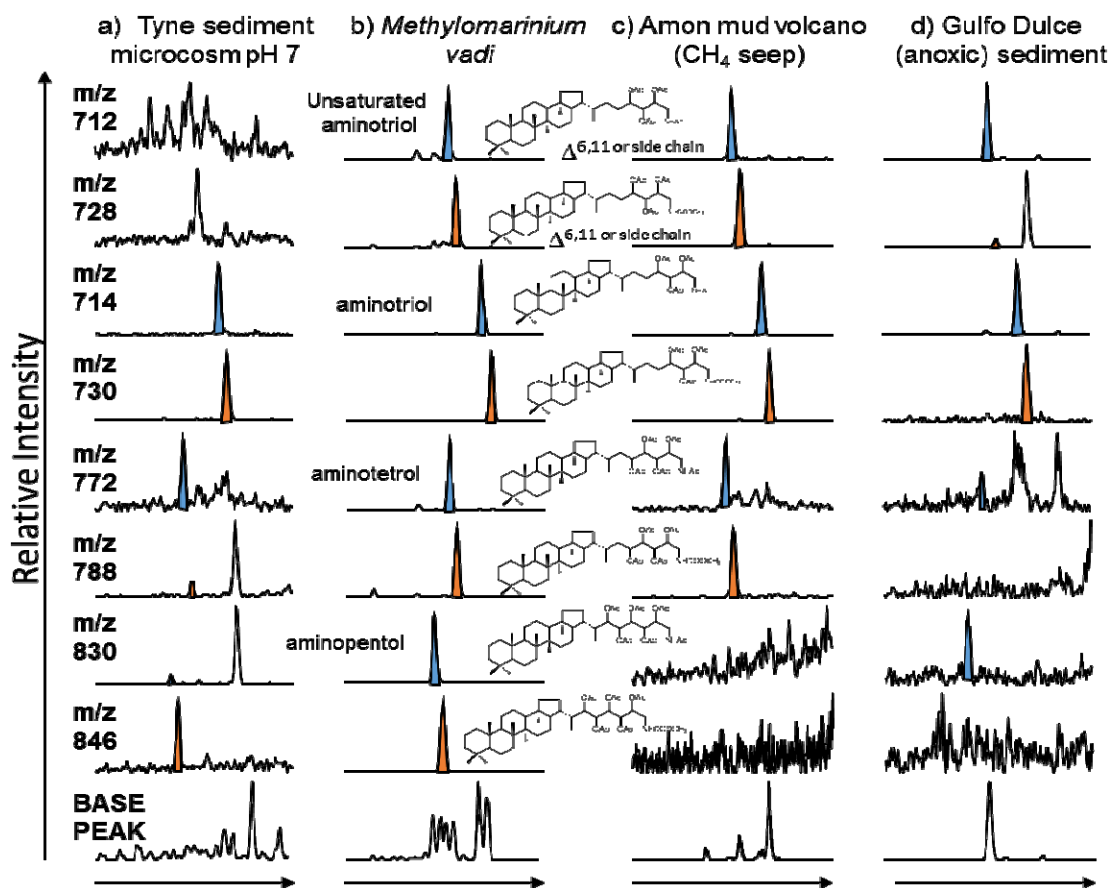 a) Tyne sediment
microcosm pH 7
b) Methylomarinium
vadi
c) Amon mud volcano
(CH₄ seep)
d) Gulfo Dulce
(anoxic) sediment
Relative Intensity
m/z
712
Unsaturated
aminotriol
Δ6,11 or side chain
m/z
728
Δ6,11 or side chain
m/z
714
aminotriol
m/z
730
m/z
772
aminotetrol
m/z
788
m/z
830
aminopentol
m/z
846
BASE
PEAK